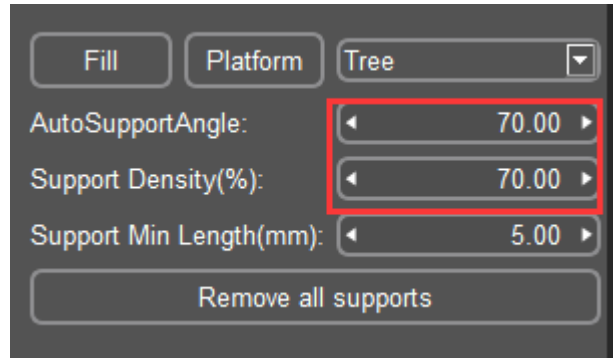 Fill Platform Tree
AutoSupportAngle: 70.00
Support Density(%): 70.00
Support Min Length(mm): 5.00
Remove all supports